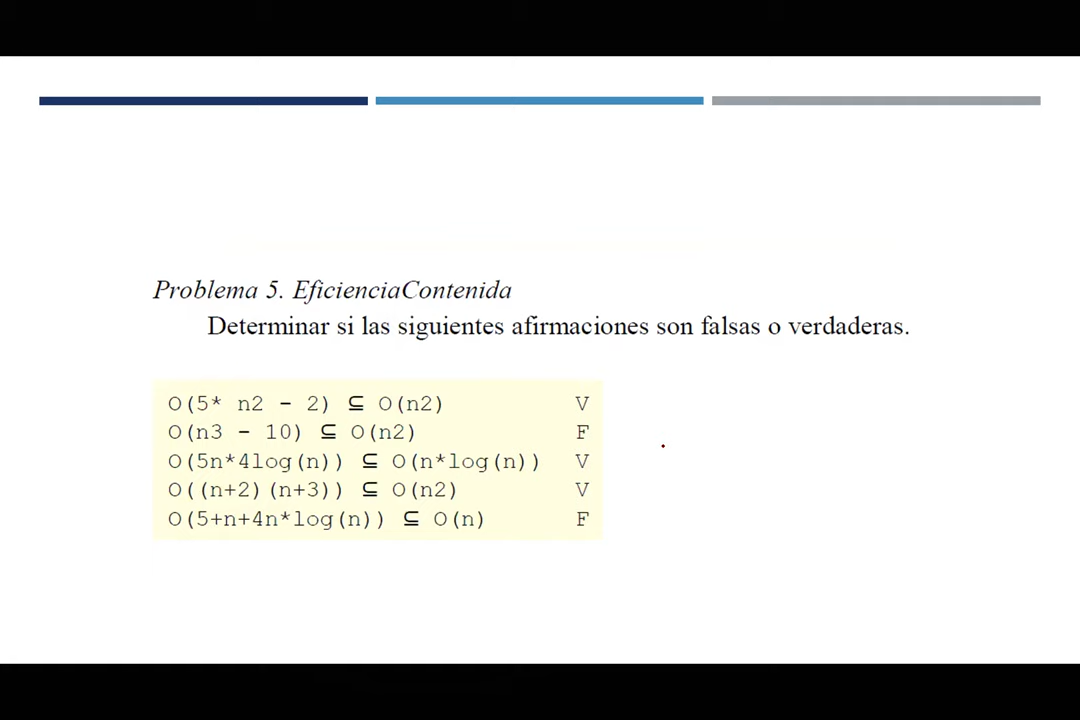 Problema 5. EficienciaContenida
Determinar si las siguientes afirmaciones son falsas o verdaderas.
O(5* n2 - 2) ⊆ O(n2) V
O(n3 - 10) ⊆ O(n2) F
O(5n*4log(n)) ⊆ O(n*log(n)) V
O((n+2)(n+3)) ⊆ O(n2) V
O(5+n+4n*log(n)) ⊆ O(n) F